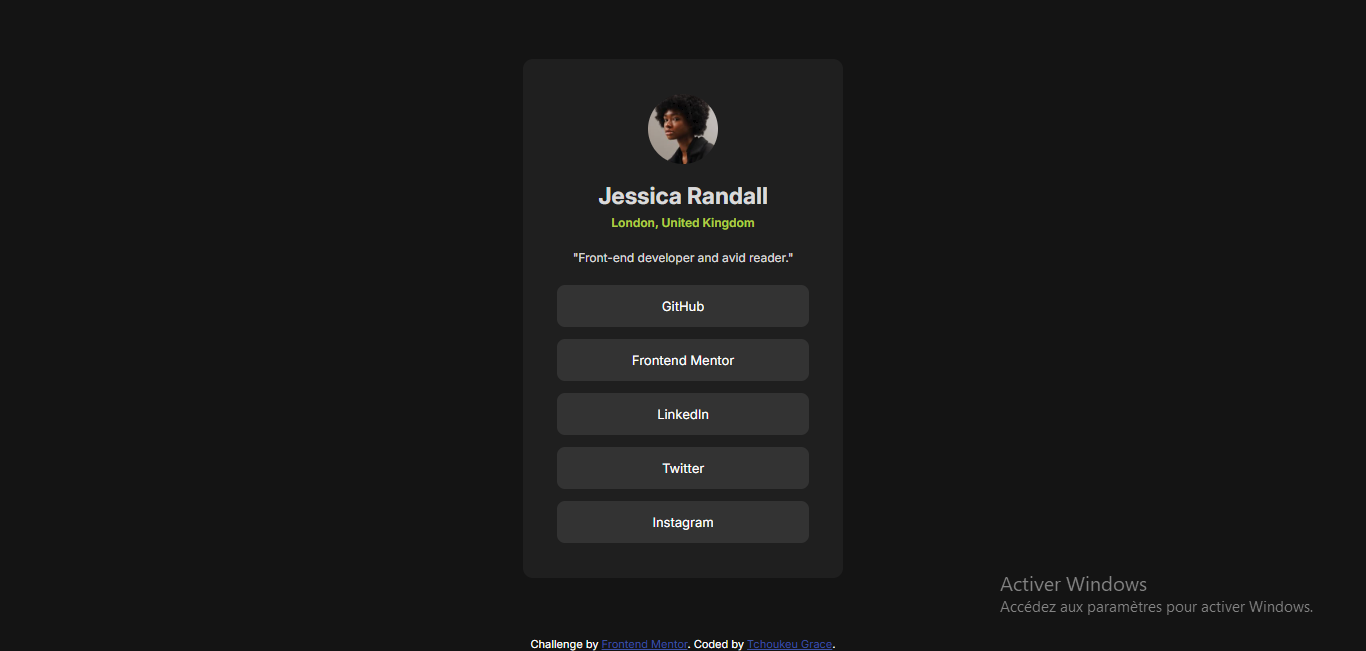 Jessica Randall
London, United Kingdom
"Front-end developer and avid reader."
GitHub
Frontend Mentor
LinkedIn
Twitter
Instagram
Activer Windows
Accédez aux paramètres pour activer Windows.
Challenge by Frontend Mentor. Coded by Tchoukeu Grace.